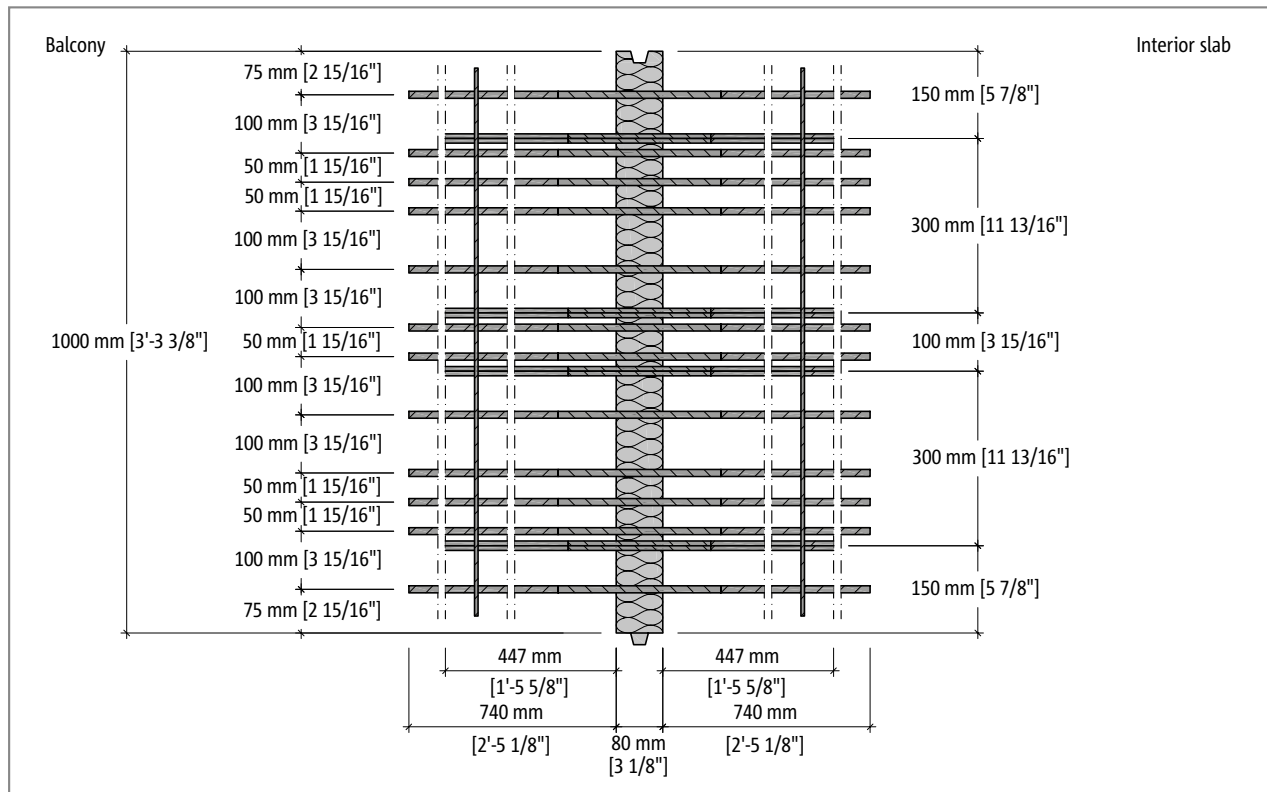 Balcony
Interior slab
75 mm [2 15/16"]
150 mm [5 7/8"]
100 mm [3 15/16"]
50 mm [1 15/16"]
50 mm [1 15/16"]
300 mm [11 13/16"]
100 mm [3 15/16"]
100 mm [3 15/16"]
1000 mm [3'-3 3/8"]
50 mm [1 15/16"]
100 mm [3 15/16"]
100 mm [3 15/16"]
100 mm [3 15/16"]
300 mm [11 13/16"]
50 mm [1 15/16"]
50 mm [1 15/16"]
100 mm [3 15/16"]
150 mm [5 7/8"]
75 mm [2 15/16"]
447 mm
447 mm
[1'-5 5/8"]
[1'-5 5/8"]
740 mm
740 mm
[2'-5 1/8"]
80 mm
[2'-5 1/8"]
[3 1/8"]